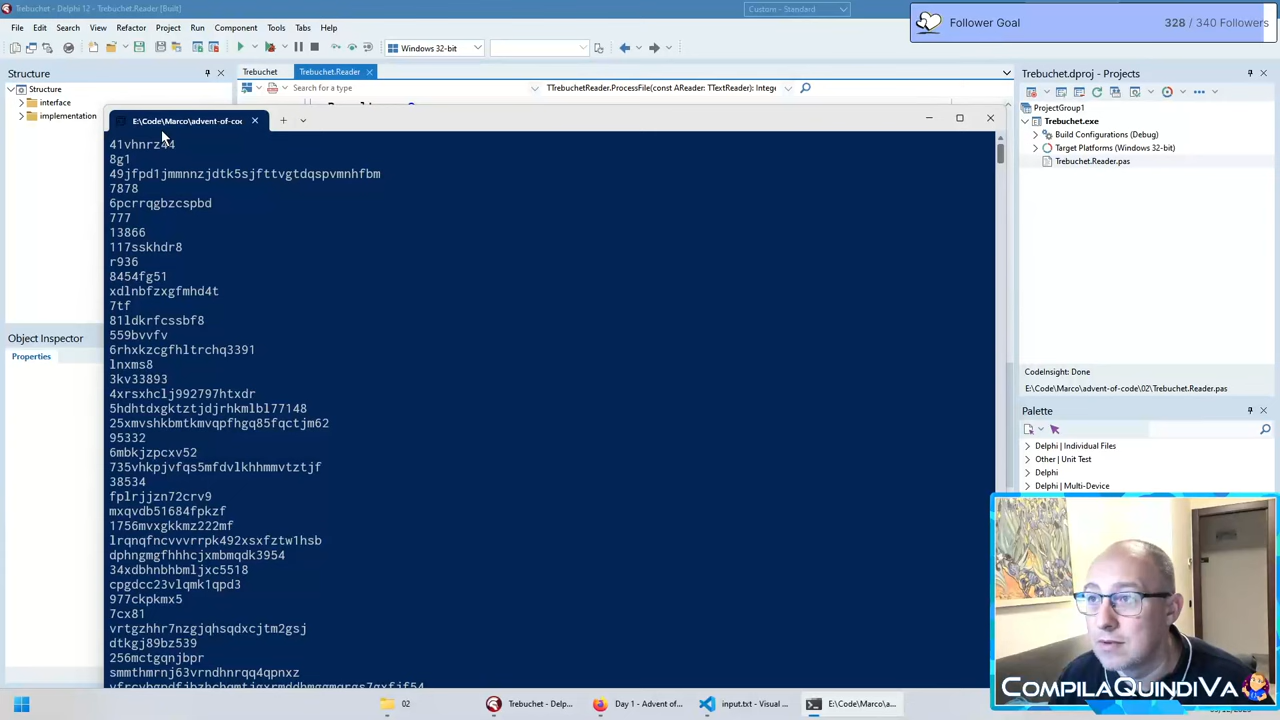 Trebuchet - Delphi 12 - Trebuchet.Reader [Built]
Custom - Standard
Follower Goal
328 / 340 Followers
File Edit Search View Refactor Project Run Component Tools Tabs Help
Windows 32-bit
Structure
Trebuchet
Trebuchet.Reader
Trebuchet.dproj - Projects
Search for a type
TTrebuchetReader.ProcessFile(const AReader: TTextReader): Intege
Structure
interface
implementation
ProjectGroup1
Trebuchet.exe
Build Configurations (Debug)
Target Platforms (Windows 32-bit)
Trebuchet.Reader.pas
E:\Code\Marco\advent-of-co
8g1
49jfpd1jmmnnzjdtk5sjfttvgtdqspvmnhfbm
7878
6pcrrqgbzcspbd
777
13866
117sskhdr8
r936
8454fg51
xdlnbfzxgfmhd4t
7tf
81ldkrfcssbf8
559bvvfv
6rhxkzcgfhltrchq3391
lnxms8
3kv33893
4xrsxhclj992797htxdr
5hdhtdxgktztjdjrhkmlbl77148
25xmvshkbmtkmvqpfhgq85fqctjm62
95332
6mbkjzpcxv52
735vhkpjvfqs5mfdvlkhhmmvtztjf
38534
fplrjjzn72crv9
mxqvdb51684fpkzf
1756mvxgkkmz222mf
lrqnqfncvvvrrpk492xsxfztw1hsb
dphngmgfhhhcjxmbmqdk3954
34xdbhnbhbmljxc5518
cpgdcc23vlqmk1qpd3
977ckpkmx5
7cx81
vrtgzhhr7nzgjqhsqdxcjtm2gsj
dtkgj89bz539
256mctgqnjbpr
smmthmrnj63vrndhnrqq4qpnxz
Object Inspector
Properties
CodeInsight: Done
E:\Code\Marco\advent-of-code\02\Trebuchet.Reader.pas
Palette
Delphi | Individual Files
Other | Unit Test
Delphi
Delphi | Multi-Device
COMPILAQUINDIVA
02
Trebuchet - Delp...
Day 1 - Advent of...
input.txt - Visual ...
E:\Code\Marco\a...